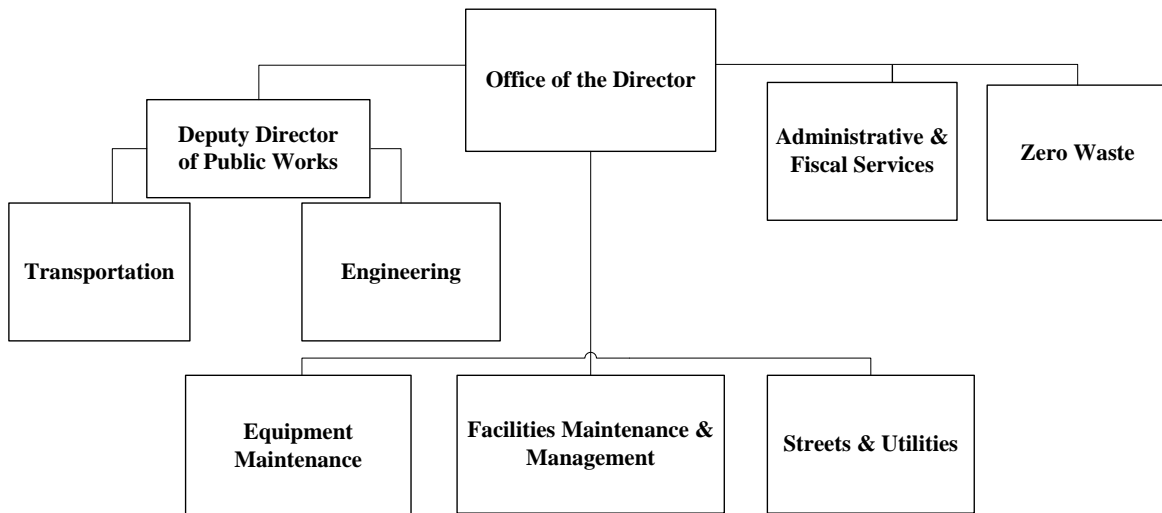 Office of the Director
Deputy Director
of Public Works
Administrative &
Fiscal Services
Zero Waste
Transportation
Engineering
Equipment
Maintenance
Facilities Maintenance &
Management
Streets & Utilities